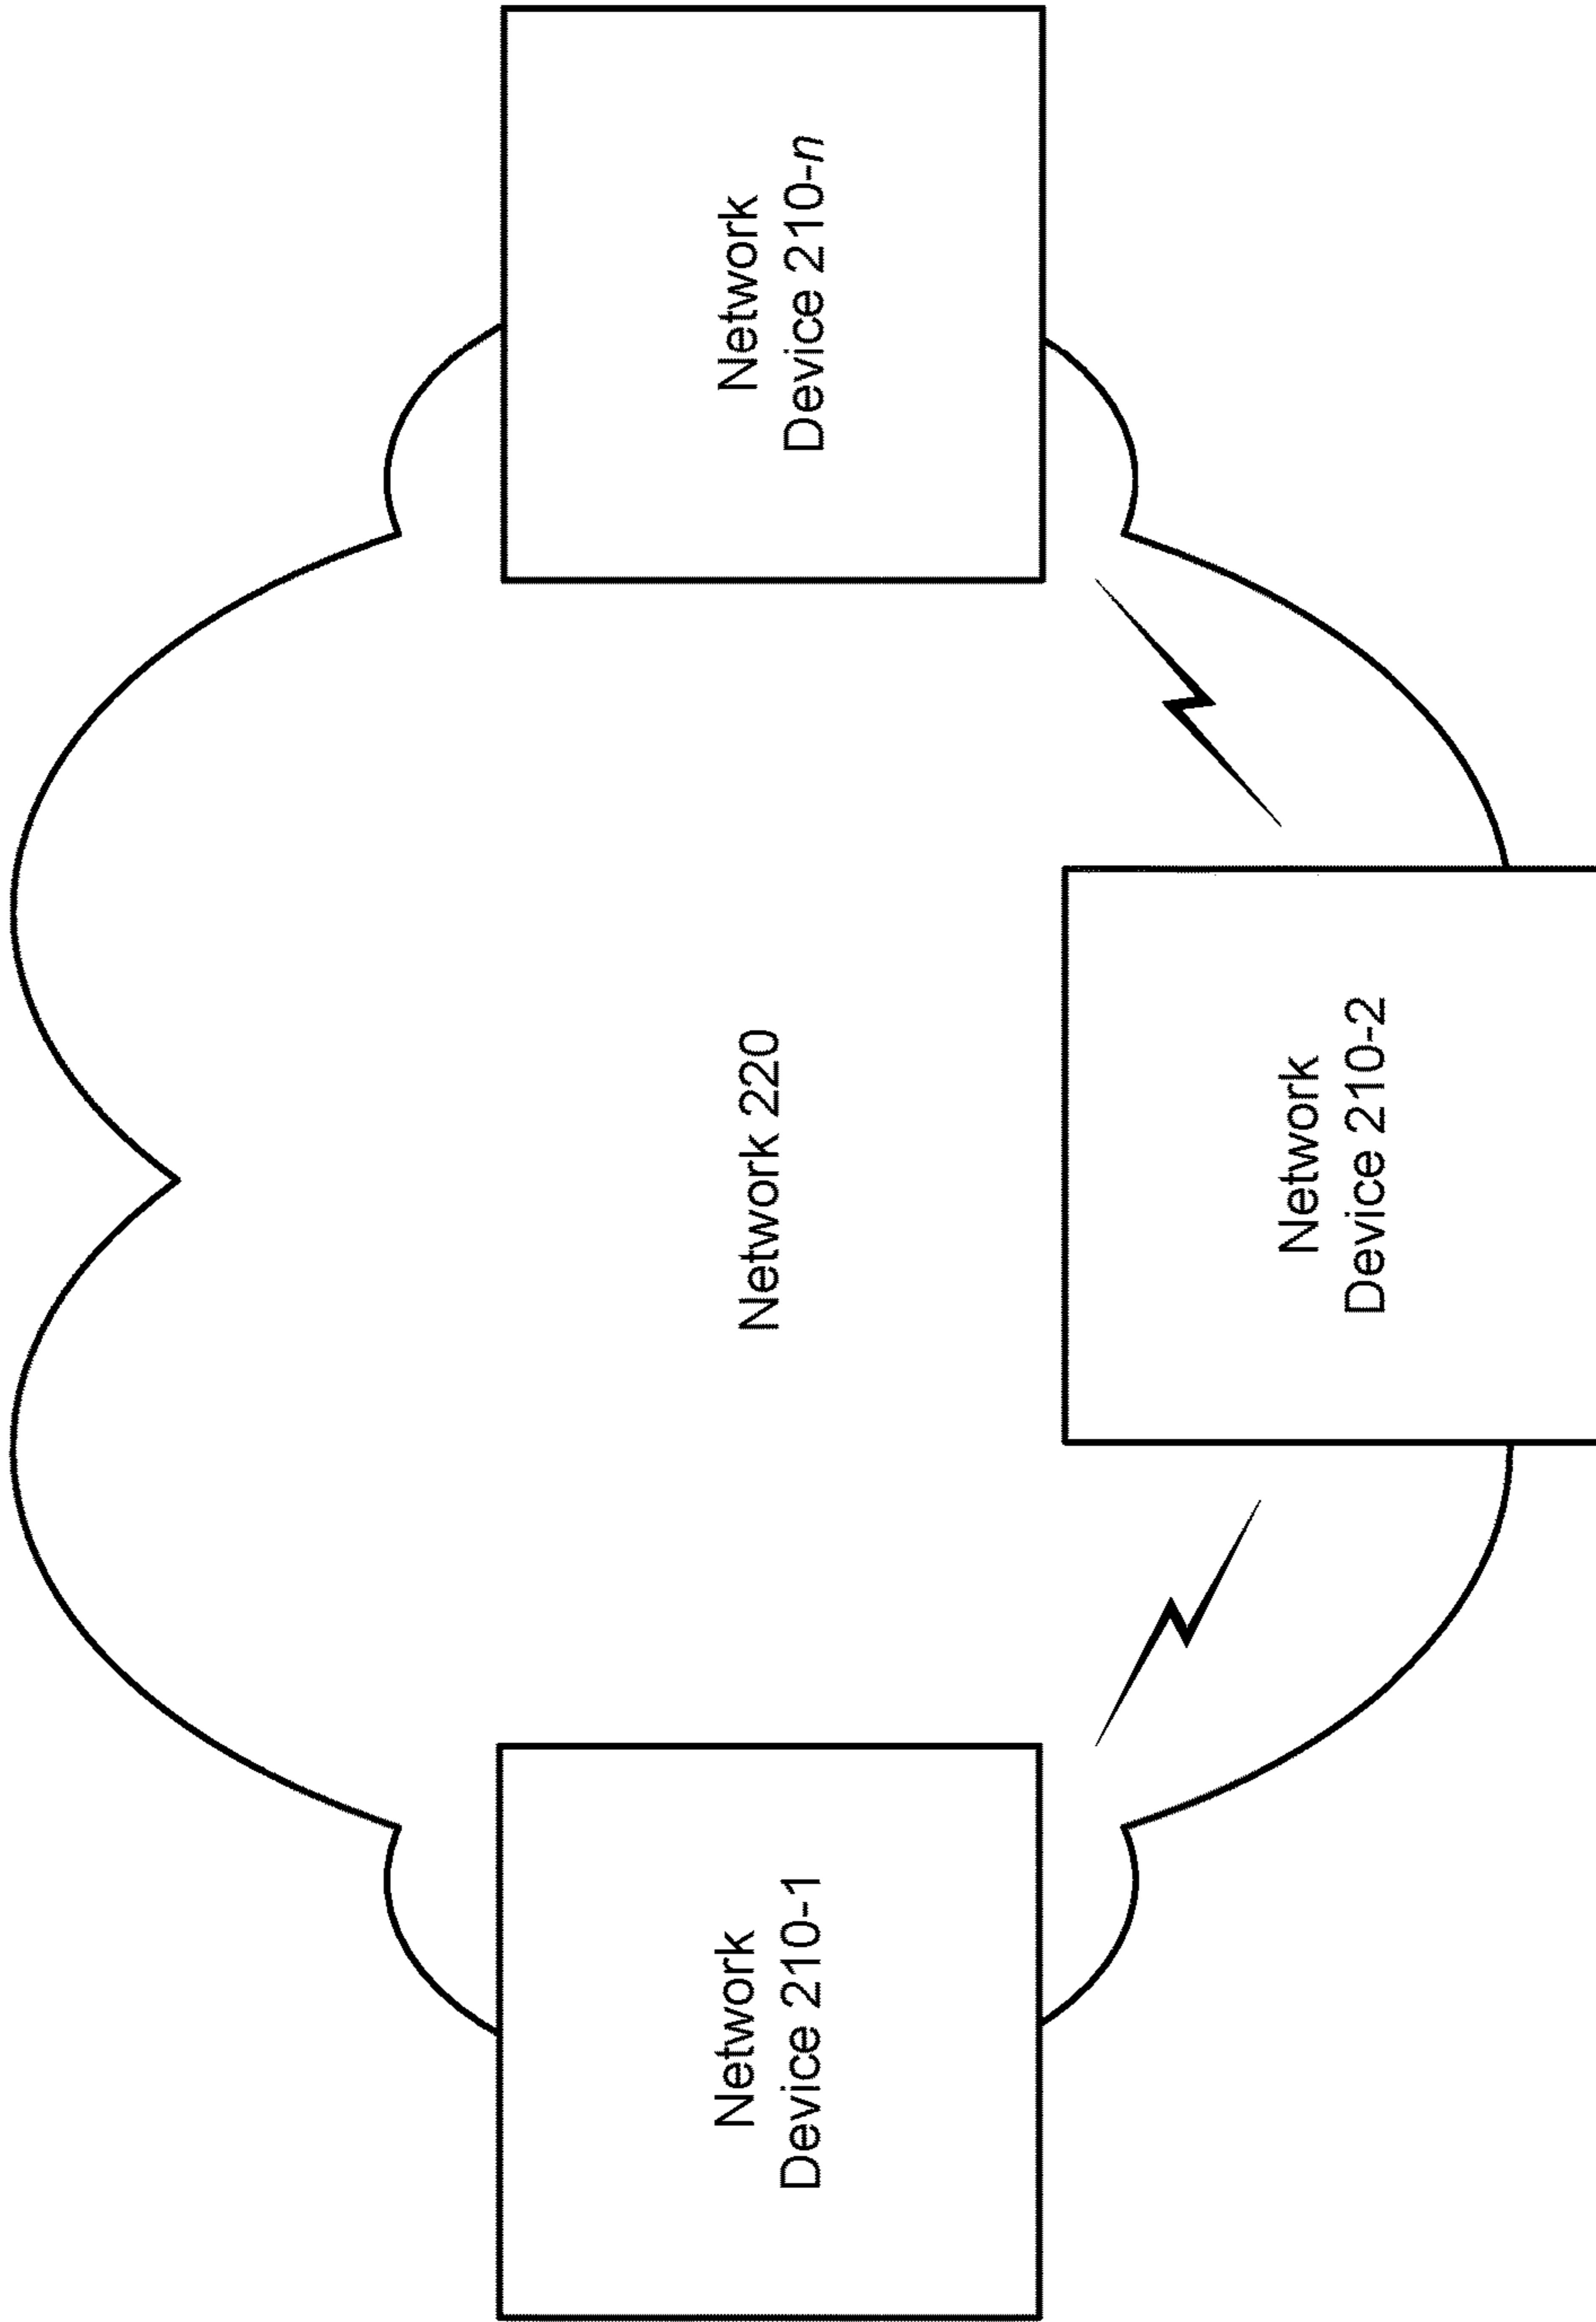 Network 220
Network
Device 210-1
Network
Device 210-2
Network
Device 210-n